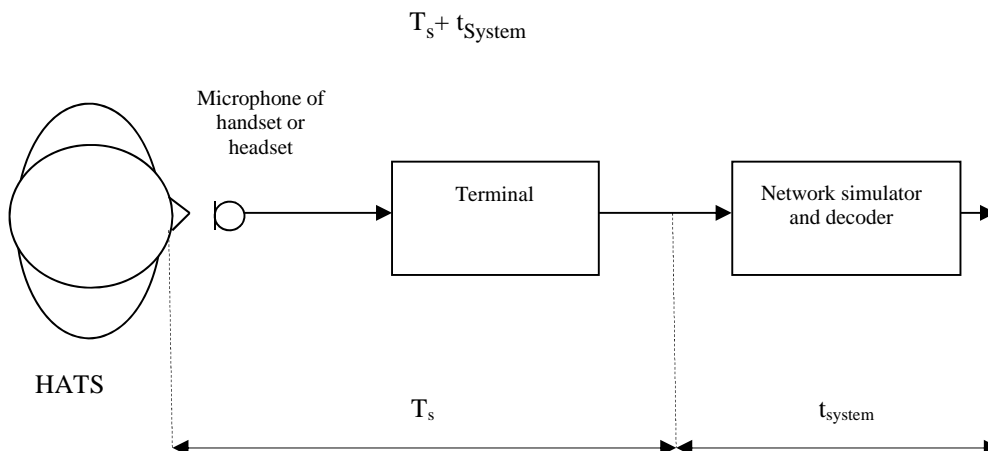 Ts+ tSystem
Microphone of
handset or
headset
Terminal
Network simulator
and decoder
HATS
Ts
tsystem